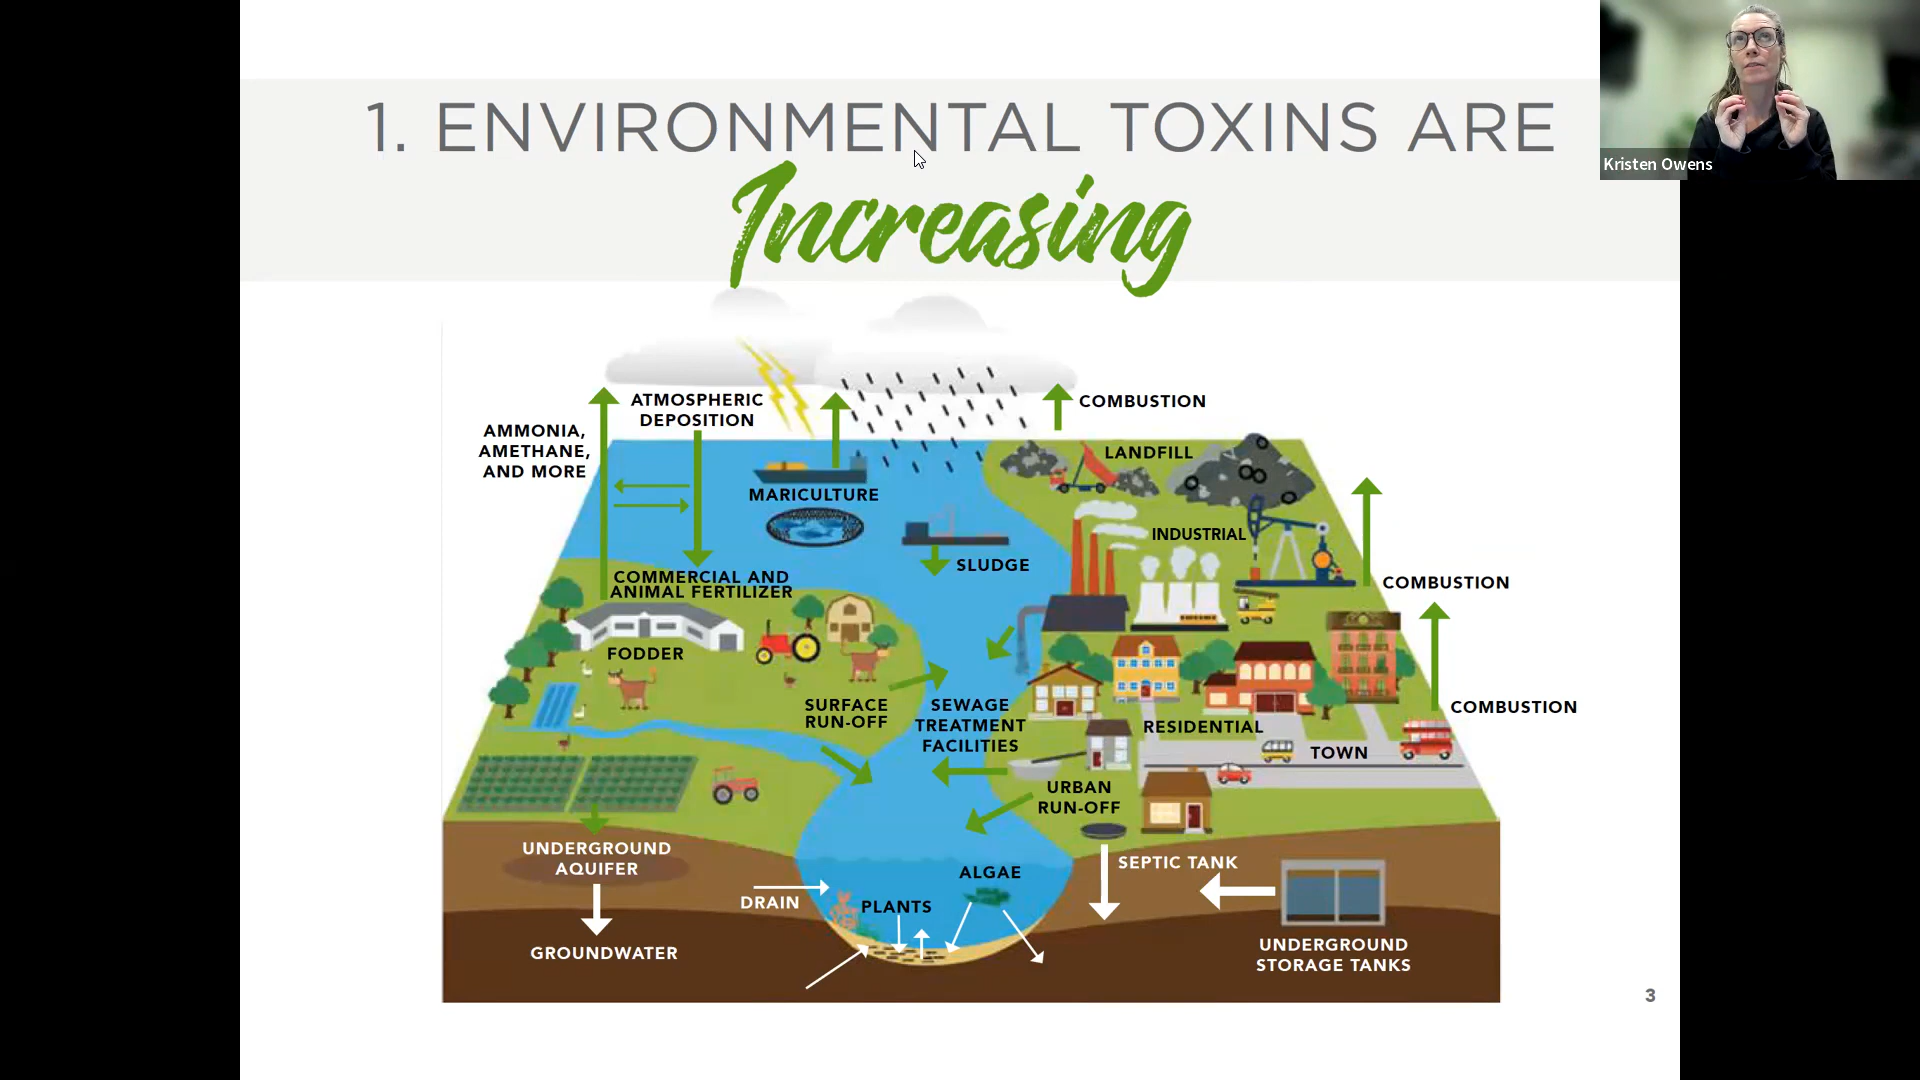 1. ENVIRONMENTAL TOXINS ARE
Increasing
Kristen Owens
ATMOSPHERIC
DEPOSITION
COMBUSTION
AMMONIA,
AMETHANE,
AND MORE
LANDFILL
MARICULTURE
INDUSTRIAL
SLUDGE
COMMERCIAL AND
ANIMAL FERTILIZER
COMBUSTION
FODDER
SURFACE
RUN-OFF
SEWAGE
TREATMENT
FACILITIES
RESIDENTIAL
COMBUSTION
TOWN
URBAN
RUN-OFF
UNDERGROUND
AQUIFER
SEPTIC TANK
ALGAE
DRAIN
PLANTS
GROUNDWATER
UNDERGROUND
STORAGE TANKS
3